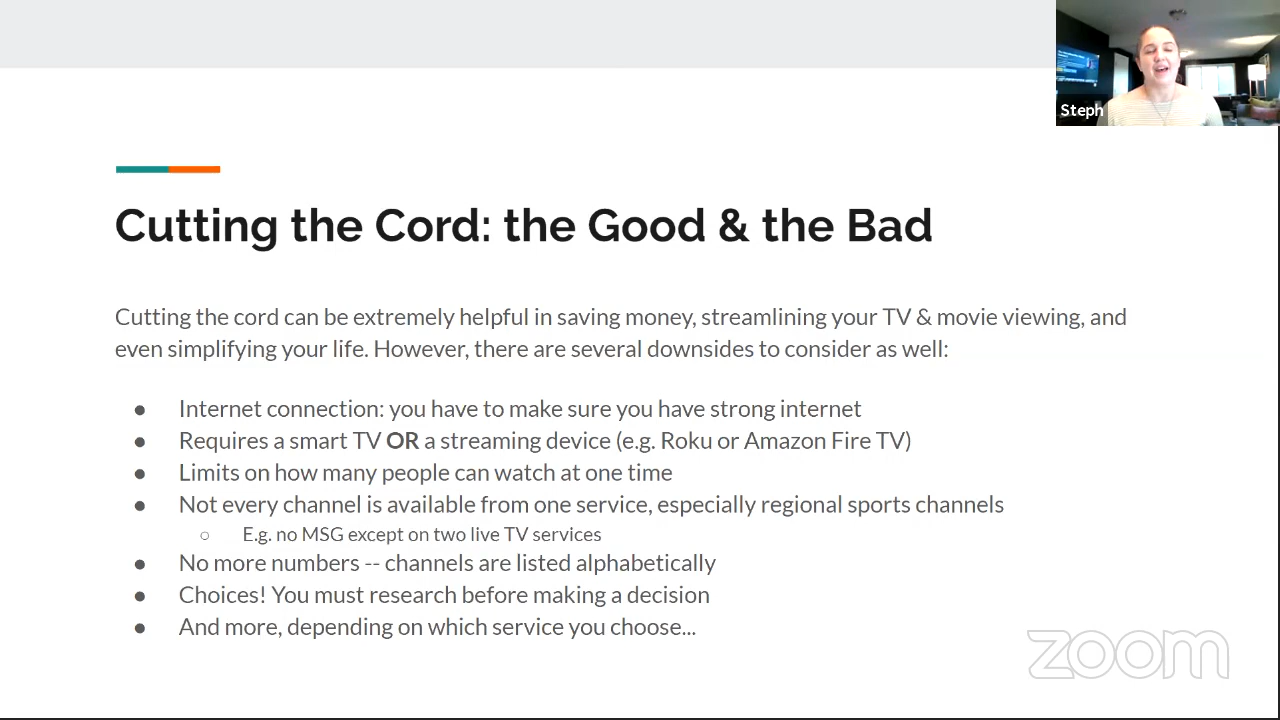 Steph
Cutting the Cord: the Good & the Bad
Cutting the cord can be extremely helpful in saving money, streamlining your TV & movie viewing, and
even simplifying your life. However, there are several downsides to consider as well:
● Internet connection: you have to make sure you have strong internet
● Requires a smart TV OR a streaming device (e.g. Roku or Amazon Fire TV)
● Limits on how many people can watch at one time
● Not every channel is available from one service, especially regional sports channels
○ E.g. no MSG except on two live TV services
● No more numbers -- channels are listed alphabetically
● Choices! You must research before making a decision
● And more, depending on which service you choose...
zoom